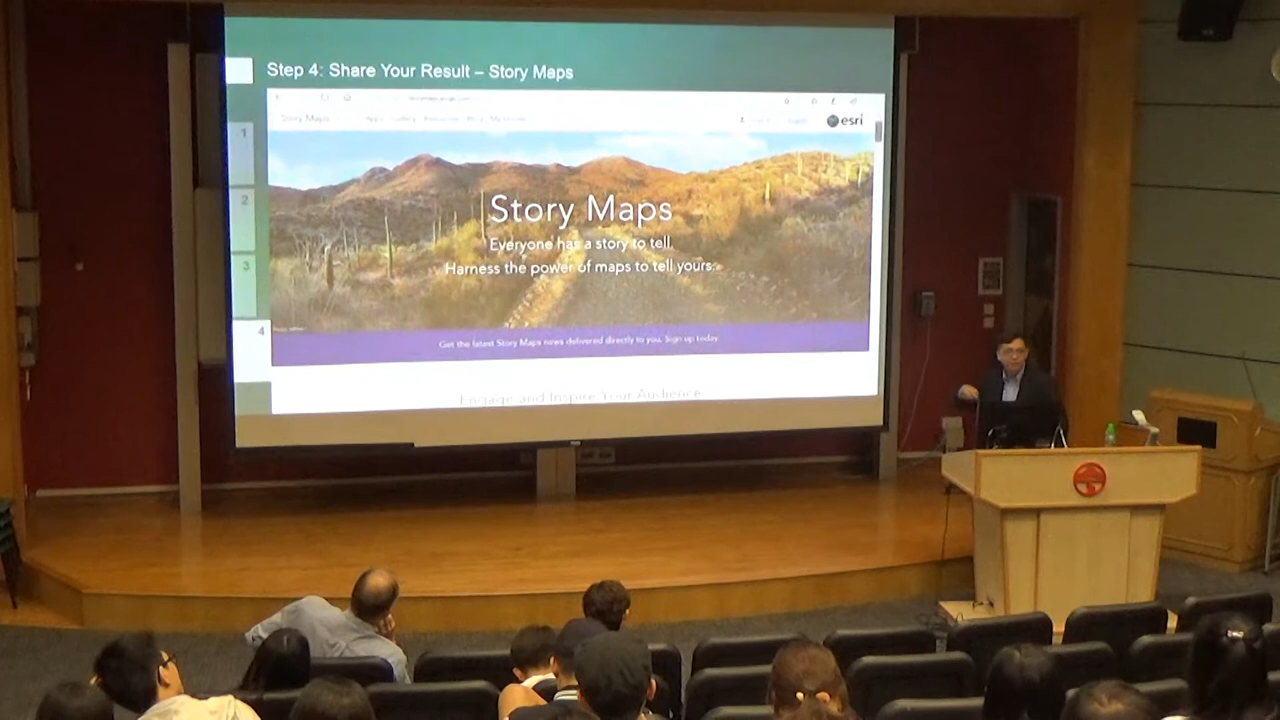 Step 4: Share Your Result – Story Maps
Story Maps
esri
Story Maps
Everyone has a story to tell.
Harness the power of maps to tell yours.
Get the latest Story Maps news delivered directly to you. Sign up today
Engage and Inspire Your Audience
1
2
3
4